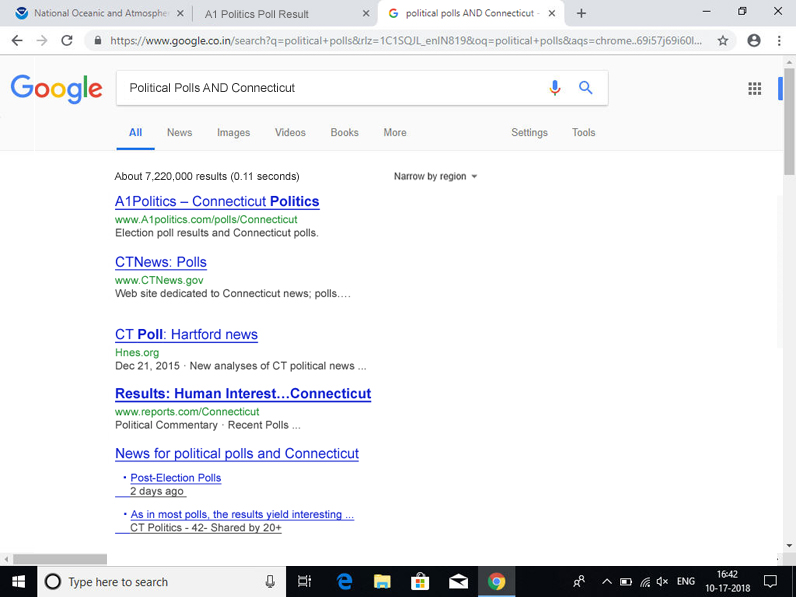 National Oceanic and Atmosphe
A1 Politics Poll Result
political polls AND Connecticut -
https://www.google.co.in/search?q=political+polls&rlz=1C1SQJL_enIN819&oq=political+polls&aqs=chrome..69i57j69i60l...
Google
Political Polls AND Connecticut
All News Images Videos Books More Settings Tools
About 7,220,000 results (0.11 seconds) Narrow by region
A1Politics – Connecticut Politics
www.A1politics.com/polls/Connecticut
Election poll results and Connecticut polls.
CTNews: Polls
www.CTNews.gov
Web site dedicated to Connecticut news; polls....
CT Poll: Hartford news
Hnes.org
Dec 21, 2015 · New analyses of CT political news ...
Results: Human Interest...Connecticut
www.reports.com/Connecticut
Political Commentary · Recent Polls ...
News for political polls and Connecticut
• Post-Election Polls
2 days ago
• As in most polls, the results yield interesting ...
CT Politics - 42- Shared by 20+
Type here to search
ENG
16:42
10-17-2018